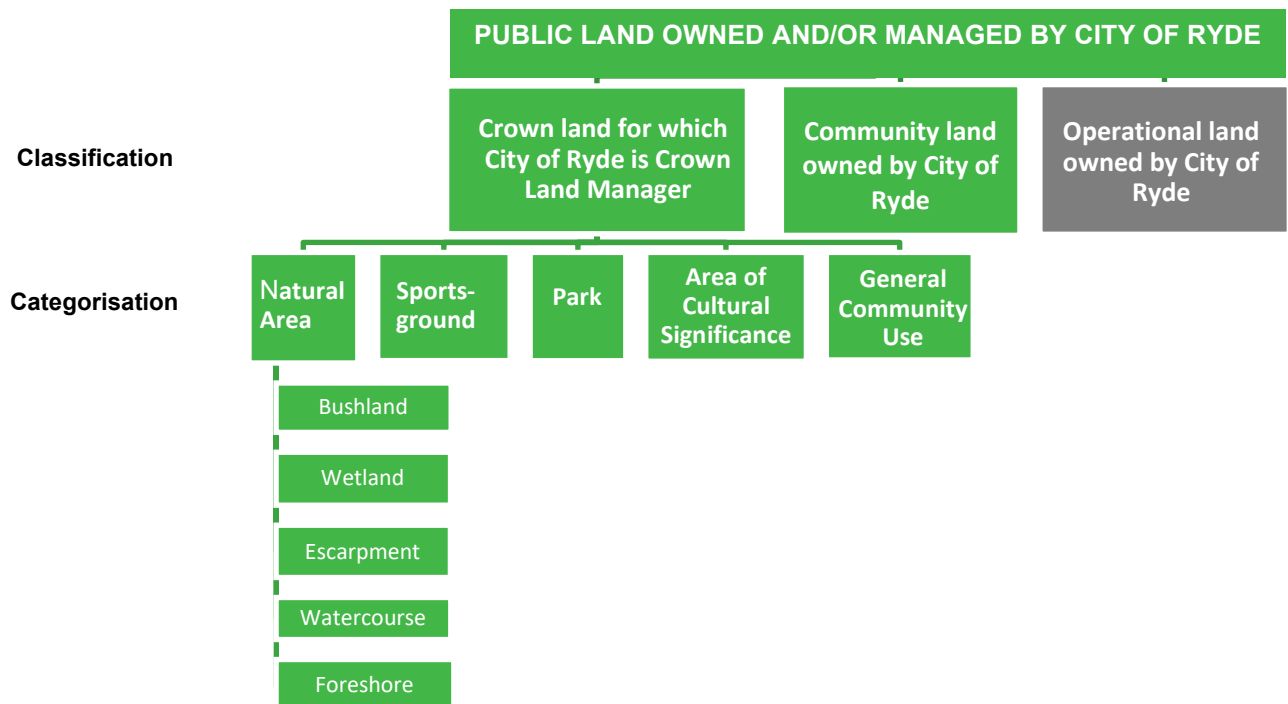 PUBLIC LAND OWNED AND/OR MANAGED BY CITY OF RYDE
Classification
Crown land for which
City of Ryde is Crown
Land Manager
Community land
owned by City of
Ryde
Operational land
owned by City of
Ryde
Categorisation
Natural
Area
Sports-
ground
Park
Area of
Cultural
Significance
General
Community
Use
Bushland
Wetland
Escarpment
Watercourse
Foreshore